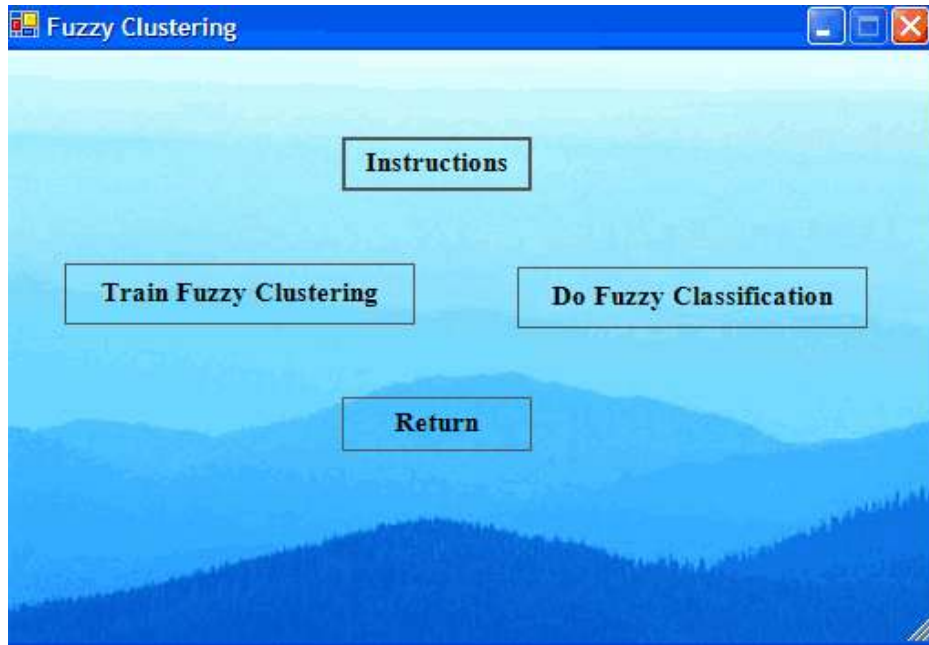 Fuzzy Clustering
Instructions
Train Fuzzy Clustering
Do Fuzzy Classification
Return